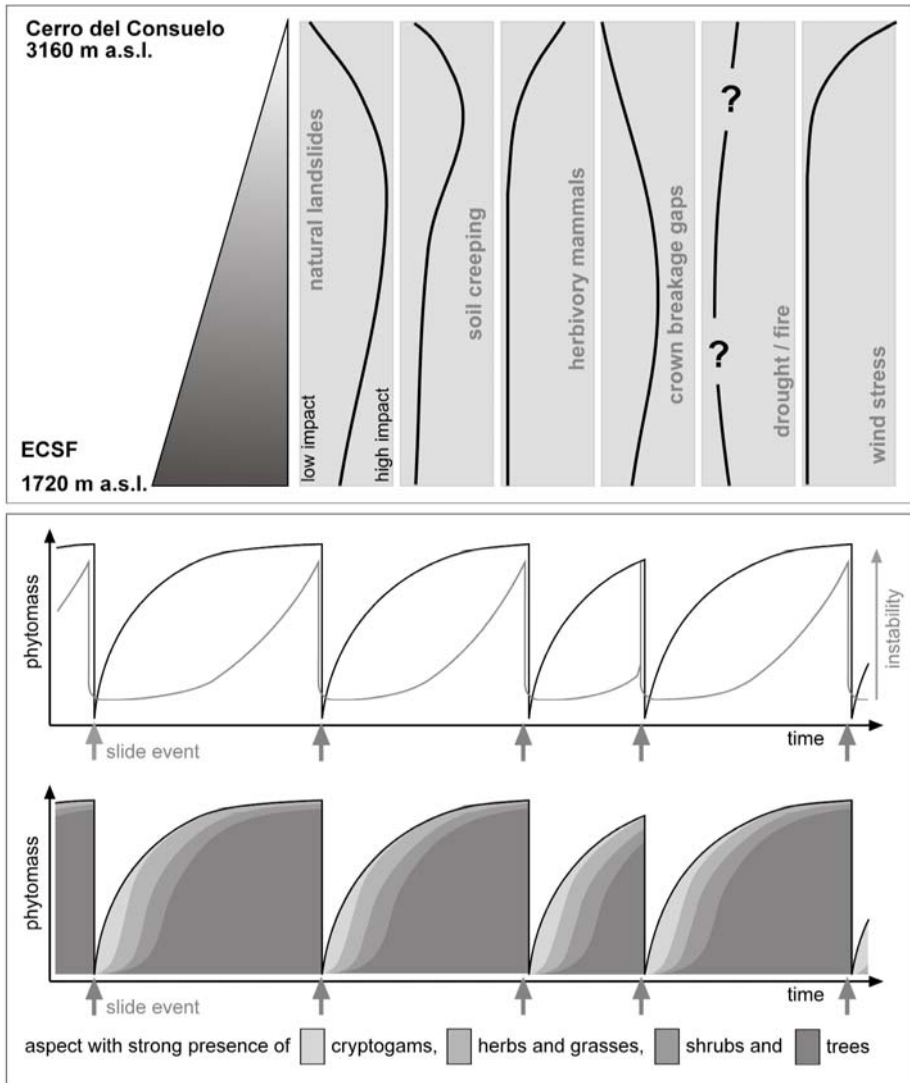 Cerro del Consuelo
3160 m a.s.l.
ECSF
1720 m a.s.l.
natural landslides
low impact
high impact
soil creeping
herbivory mammals
crown breakage gaps
?
?
drought / fire
wind stress
phytomass
instability
slide event
time
phytomass
slide event
time
aspect with strong presence of cryptogams, herbs and grasses, shrubs and trees